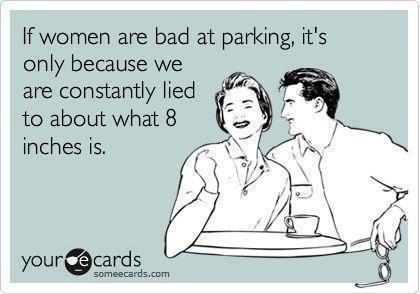 If women are bad at parking, it's
only because we
are constantly lied
to about what 8
inches is.
your e cards
someecards.com